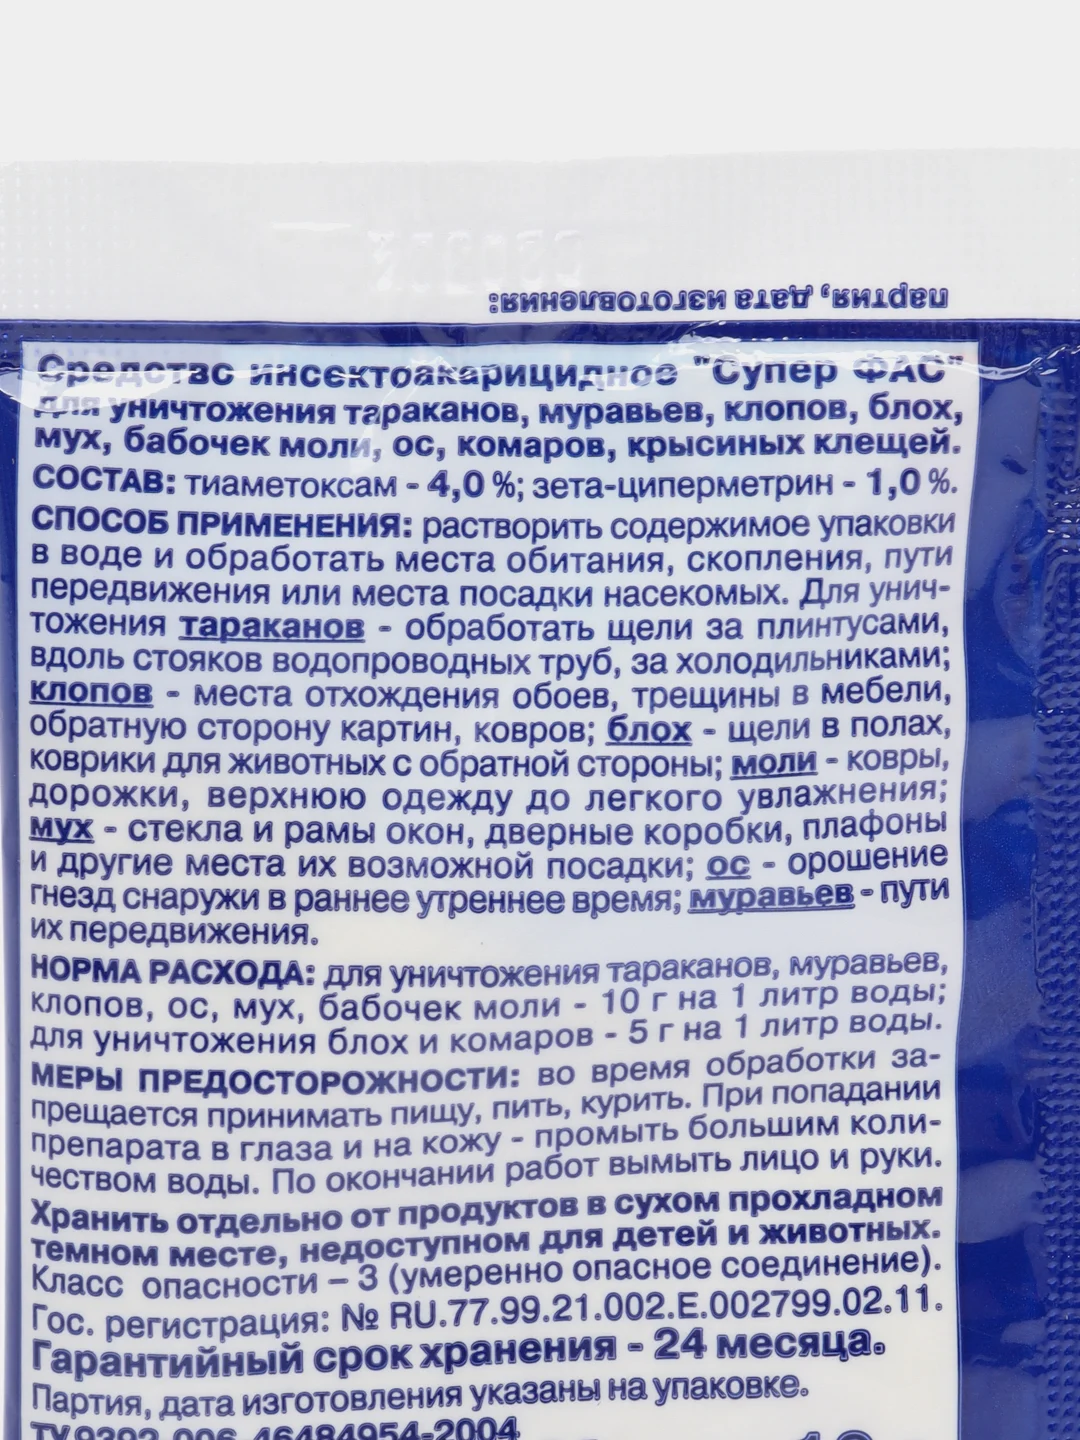 партия, дата изготовления:
Средство инсектоакарицидное "Супер ФАС"
для уничтожения тараканов, муравьев, клопов, блох,
мух, бабочек моли, ос, комаров, крысиных клещей.
СОСТАВ: тиаметоксам - 4,0 %; зета-циперметрин - 1,0 %.
СПОСОБ ПРИМЕНЕНИЯ: растворить содержимое упаковки
в воде и обработать места обитания, скопления, пути
передвижения или места посадки насекомых. Для унич-
тожения тараканов - обработать щели за плинтусами,
вдоль стояков водопроводных труб, за холодильниками;
клопов - места отхождения обоев, трещины в мебели,
обратную сторону картин, ковров; блох - щели в полах,
коврики для животных с обратной стороны; моли - ковры,
дорожки, верхнюю одежду до легкого увлажнения;
мух - стекла и рамы окон, дверные коробки, плафоны
и другие места их возможной посадки; ос - орошение
гнезд снаружи в раннее утреннее время; муравьев - пути
их передвижения.
НОРМА РАСХОДА: для уничтожения тараканов, муравьев,
клопов, ос, мух, бабочек моли - 10 г на 1 литр воды;
для уничтожения блох и комаров - 5 г на 1 литр воды.
МЕРЫ ПРЕДОСТОРОЖНОСТИ: во время обработки за-
прещается принимать пищу, пить, курить. При попадании
препарата в глаза и на кожу - промыть большим коли-
чеством воды. По окончании работ вымыть лицо и руки.
Хранить отдельно от продуктов в сухом прохладном
темном месте, недоступном для детей и животных.
Класс опасности – 3 (умеренно опасное соединение).
Гос. регистрация: № RU.77.99.21.002.Е.002799.02.11.
Гарантийный срок хранения - 24 месяца.
Партия, дата изготовления указаны на упаковке.
ТУ 9392-006-46484954-2004